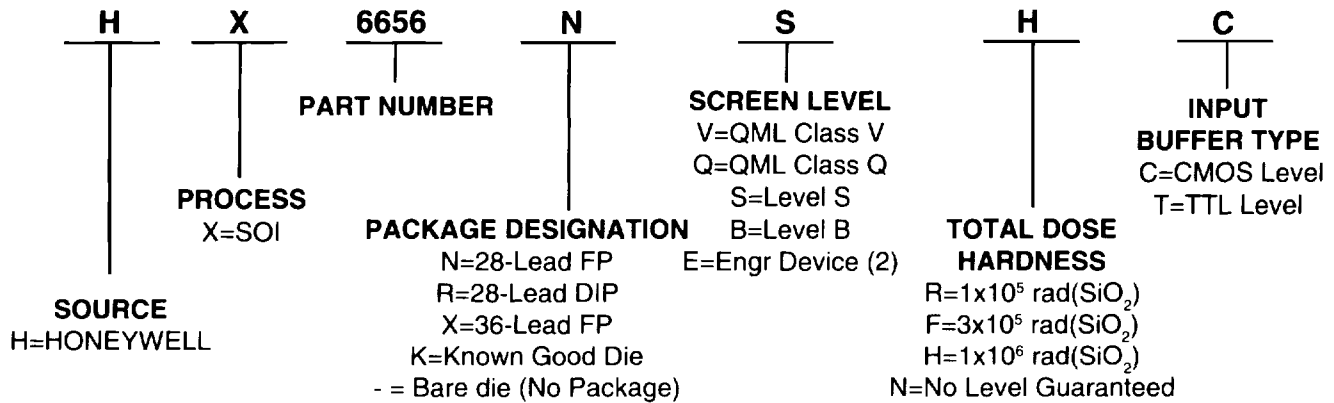 H X 6656 N S H C
PART NUMBER
SCREEN LEVEL
V=QML Class V
Q=QML Class Q
S=Level S
B=Level B
E=Engr Device (2)
INPUT
BUFFER TYPE
C=CMOS Level
T=TTL Level
PROCESS
X=SOI
PACKAGE DESIGNATION
N=28-Lead FP
R=28-Lead DIP
X=36-Lead FP
K=Known Good Die
- = Bare die (No Package)
TOTAL DOSE
HARDNESS
R=1x10⁵ rad(SiO₂)
F=3x10⁵ rad(SiO₂)
H=1x10⁶ rad(SiO₂)
N=No Level Guaranteed
SOURCE
H=HONEYWELL